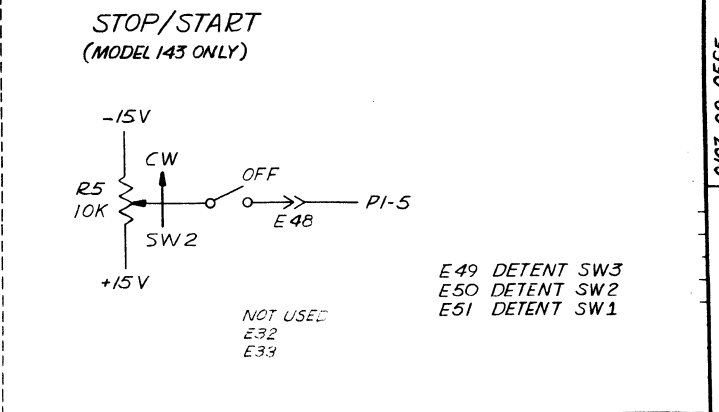 STOP/START
(MODEL 143 ONLY)
-15V
CW
OFF
R5
10K
P1-5
E48
SW2
+15V
E49 DETENT SW3
E50 DETENT SW2
E51 DETENT SW1
NOT USED
E32
E33